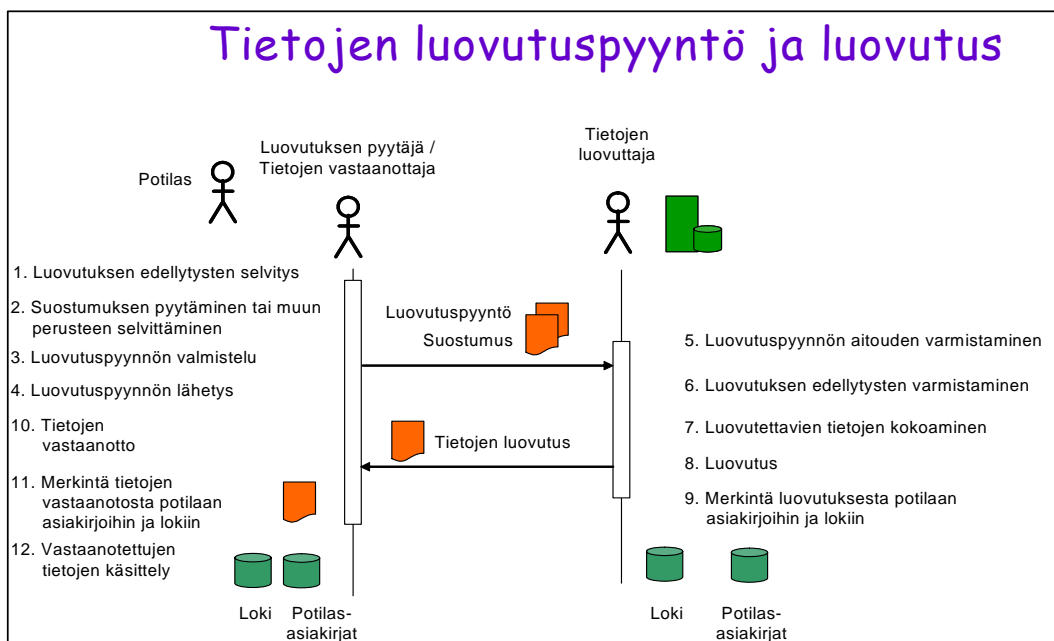 Tietojen luovutuspyyntö ja luovutus
Potilas
Luovutuksen pyytäjä /
Tietojen vastaanottaja
Tietojen
luovuttaja
1. Luovutuksen edellytysten selvitys
2. Suostumuksen pyytäminen tai muun
perusteen selvittäminen
3. Luovutuspyynnön valmistelu
4. Luovutuspyynnön lähetys
10. Tietojen
vastaanotto
11. Merkintä tietojen
vastaanotosta potilaan
asiakirjoihin ja lokiin
12. Vastaanotettujen
tietojen käsittely
Luovutuspyyntö
Suostumus
Tietojen luovutus
5. Luovutuspyynnön aitouden varmistaminen
6. Luovutuksen edellytysten varmistaminen
7. Luovutettavien tietojen kokoaminen
8. Luovutus
9. Merkintä luovutuksesta potilaan
asiakirjoihin ja lokiin
Loki
Potilas-
asiakirjat
Loki
Potilas-
asiakirjat